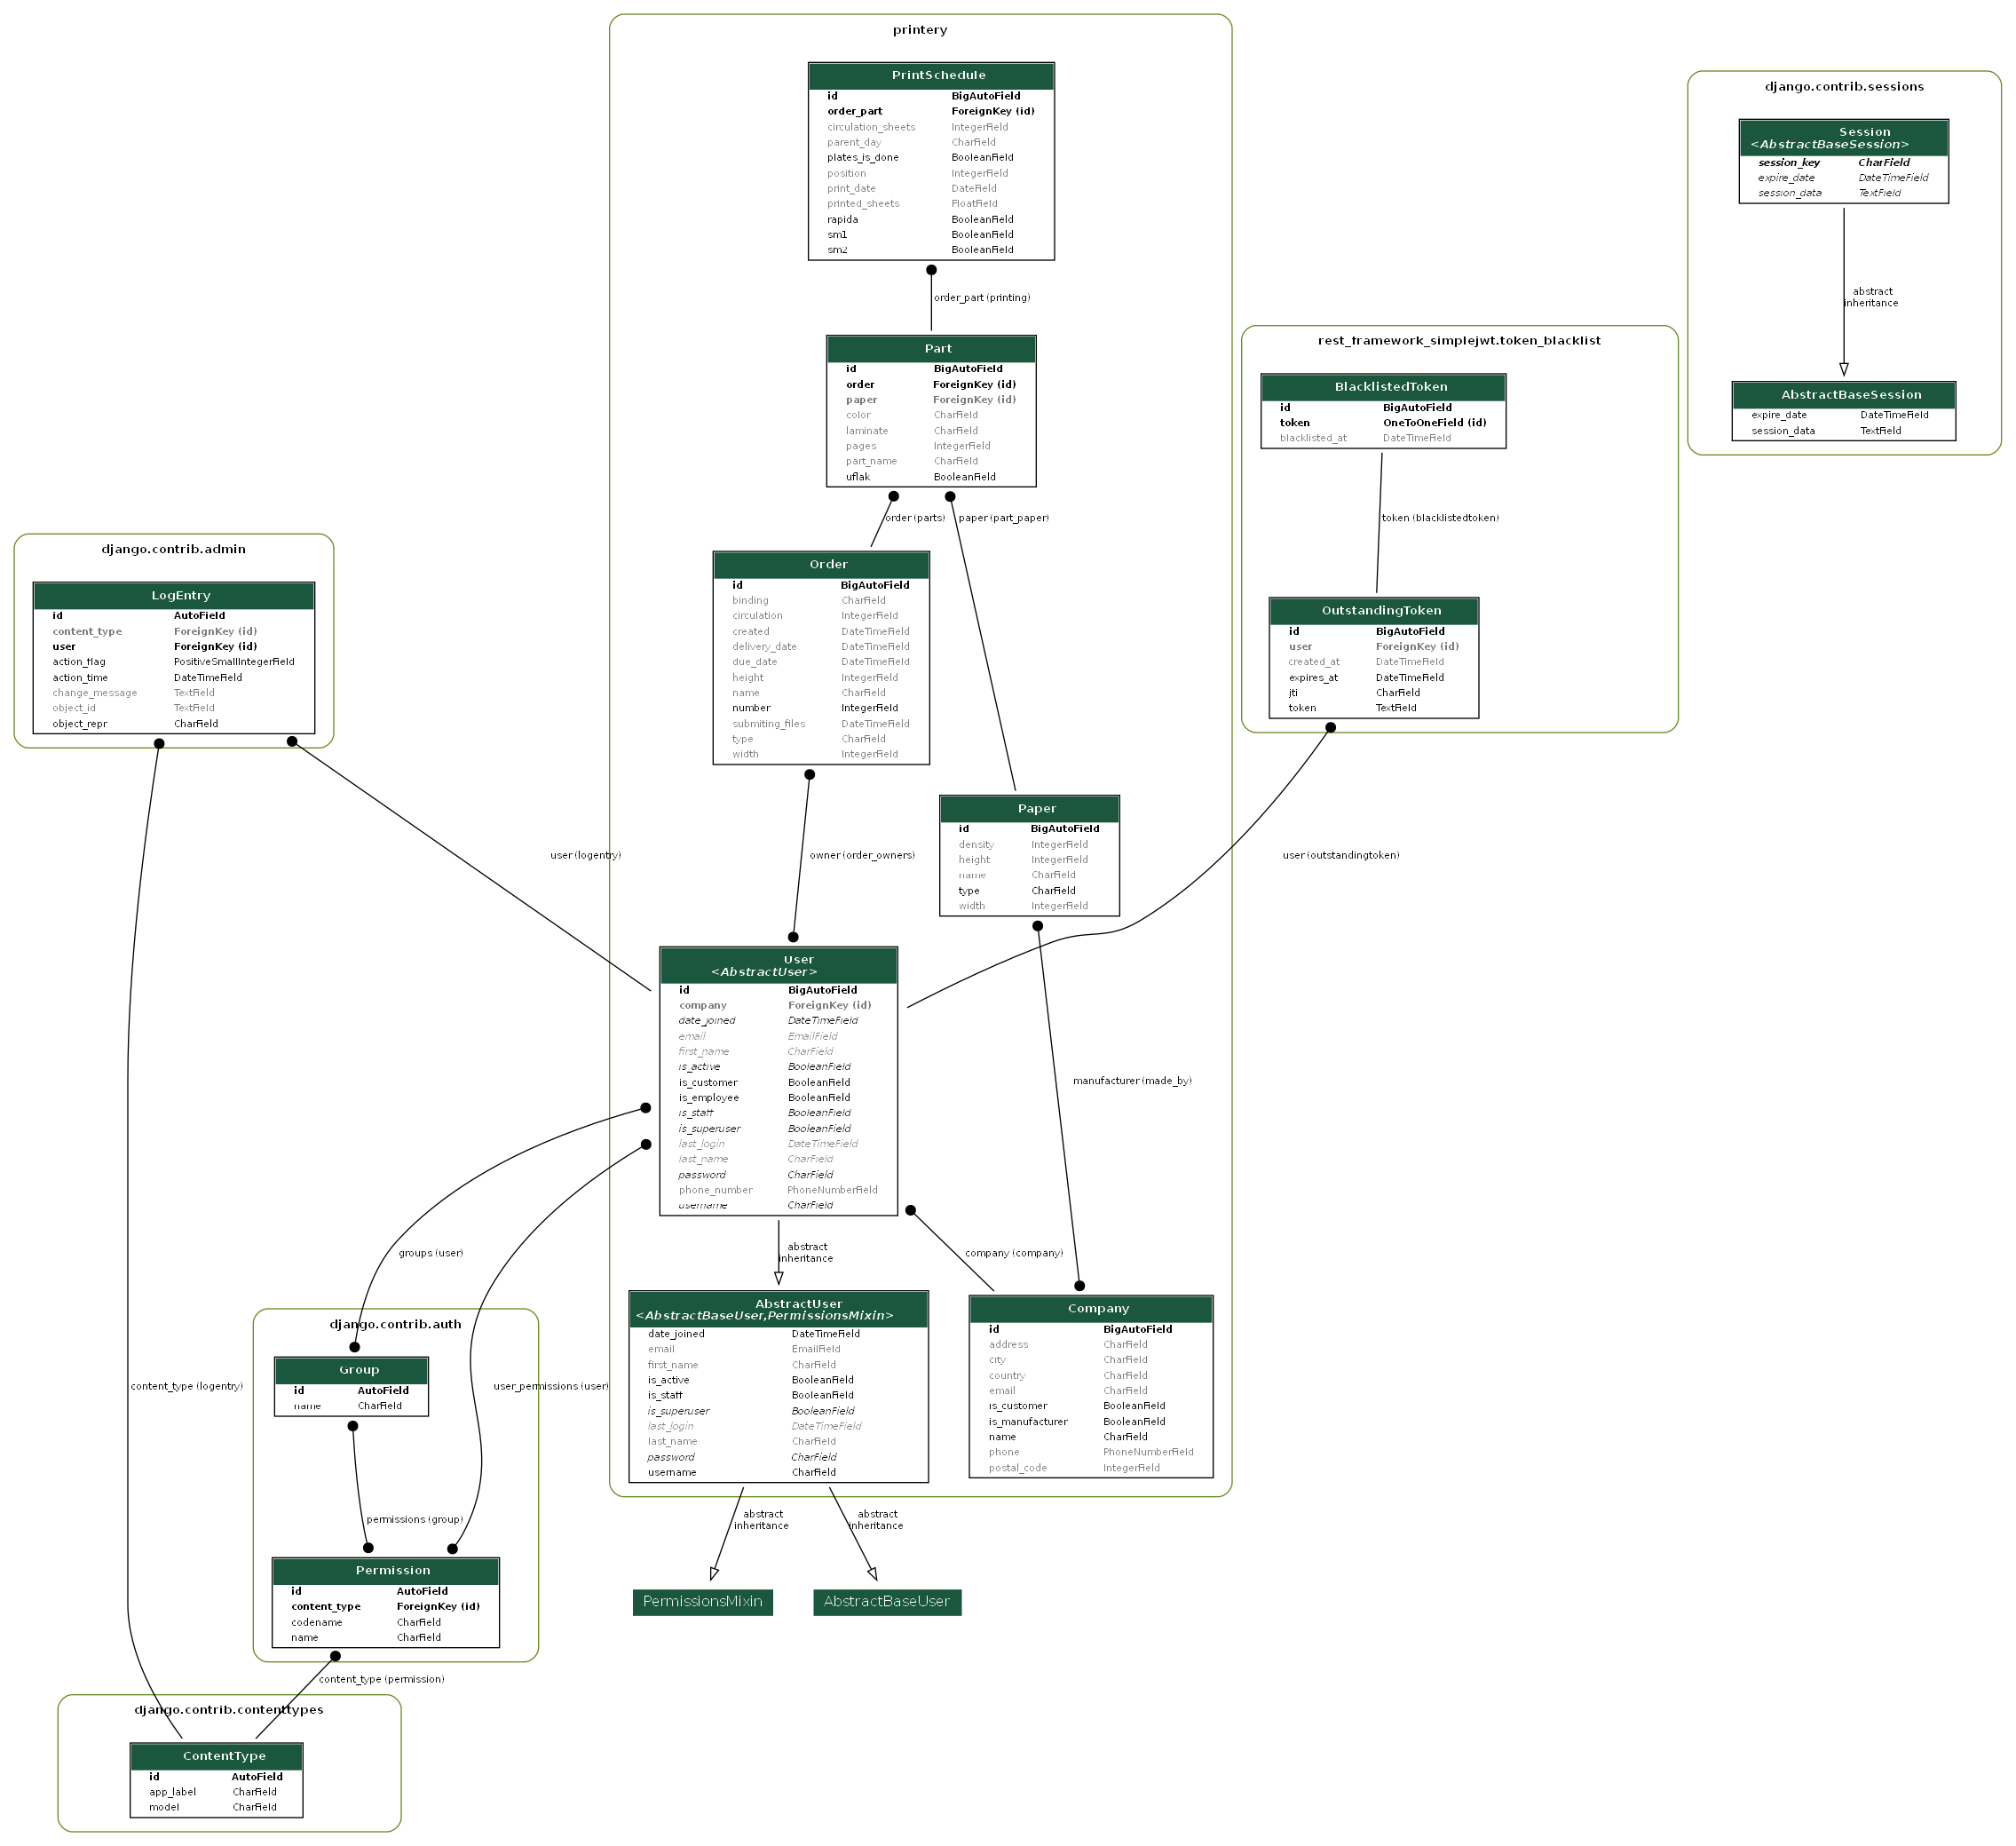 printery
PrintSchedule
id BigAutoField
order_part ForeignKey (id)
circulation_sheets IntegerField
parent_day CharField
plates_is_done BooleanField
position IntegerField
print_date DateField
printed_sheets FloatField
rapida BooleanField
sm1 BooleanField
sm2 BooleanField
order_part (printing)
Part
id BigAutoField
order ForeignKey (id)
paper ForeignKey (id)
color CharField
laminate CharField
pages IntegerField
part_name CharField
uflak BooleanField
order (parts)
paper (part_paper)
Order
id BigAutoField
binding CharField
circulation IntegerField
created DateTimeField
delivery_date DateTimeField
due_date DateTimeField
height IntegerField
name CharField
number IntegerField
submiting_files DateTimeField
type CharField
width IntegerField
owner (order_owners)
Paper
id BigAutoField
density IntegerField
height IntegerField
name CharField
type CharField
width IntegerField
manufacturer (made_by)
User
<AbstractUser>
id BigAutoField
company ForeignKey (id)
date_joined DateTimeField
email EmailField
first_name CharField
is_active BooleanField
is_customer BooleanField
is_employee BooleanField
is_staff BooleanField
is_superuser BooleanField
last_login DateTimeField
last_name CharField
password CharField
phone_number PhoneNumberField
username CharField
abstract
inheritance
company (company)
AbstractUser
<AbstractBaseUser,PermissionsMixin>
date_joined DateTimeField
email EmailField
first_name CharField
is_active BooleanField
is_staff BooleanField
is_superuser BooleanField
last_login DateTimeField
last_name CharField
password CharField
username CharField
Company
id BigAutoField
address CharField
city CharField
country CharField
email CharField
is_customer BooleanField
is_manufacturer BooleanField
name CharField
phone PhoneNumberField
postal_code IntegerField
abstract
inheritance
abstract
inheritance
PermissionsMixin
AbstractBaseUser
django.contrib.sessions
Session
<AbstractBaseSession>
session_key CharField
expire_date DateTimeField
session_data TextField
abstract
inheritance
AbstractBaseSession
expire_date DateTimeField
session_data TextField
rest_framework_simplejwt.token_blacklist
BlacklistedToken
id BigAutoField
token OneToOneField (id)
blacklisted_at DateTimeField
token (blacklistedtoken)
OutstandingToken
id BigAutoField
user ForeignKey (id)
created_at DateTimeField
expires_at DateTimeField
jti CharField
token TextField
user (outstandingtoken)
django.contrib.admin
LogEntry
id AutoField
content_type ForeignKey (id)
user ForeignKey (id)
action_flag PositiveSmallIntegerField
action_time DateTimeField
change_message TextField
object_id TextField
object_repr CharField
user (logentry)
content_type (logentry)
groups (user)
user_permissions (user)
django.contrib.auth
Group
id AutoField
name CharField
permissions (group)
Permission
id AutoField
content_type ForeignKey (id)
codename CharField
name CharField
content_type (permission)
django.contrib.contenttypes
ContentType
id AutoField
app_label CharField
model CharField